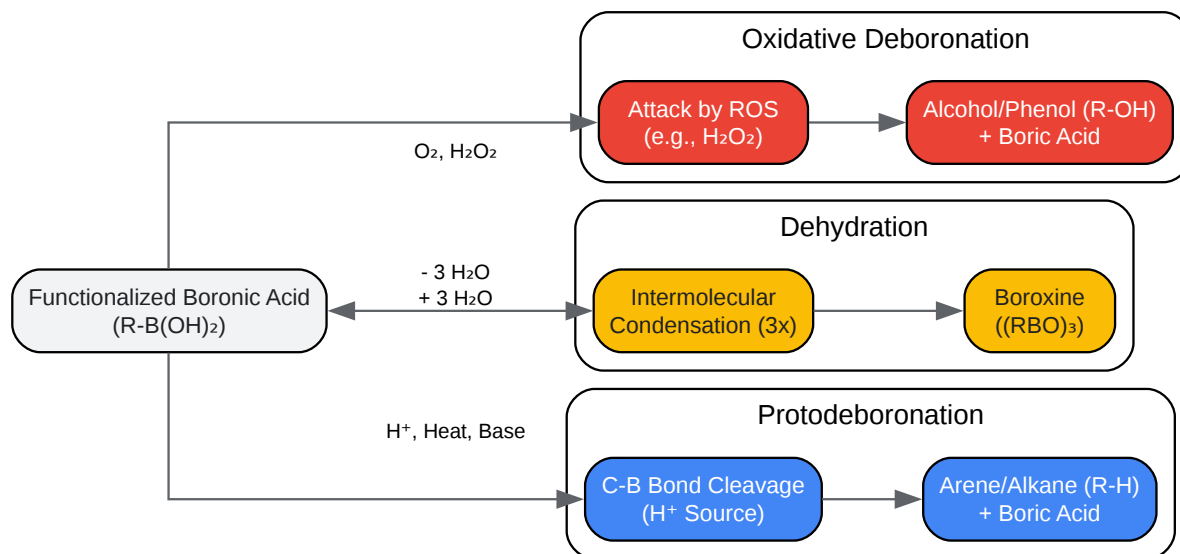 Oxidative Deboronation
Attack by ROS
(e.g., H₂O₂)
Alcohol/Phenol (R-OH)
+ Boric Acid
O₂, H₂O₂
Dehydration
Functionalized Boronic Acid
(R-B(OH)₂)
- 3 H₂O
+ 3 H₂O
Intermolecular
Condensation (3x)
Boroxine
((RBO)₃)
Protodeboronation
H⁺, Heat, Base
C-B Bond Cleavage
(H⁺ Source)
Arene/Alkane (R-H)
+ Boric Acid